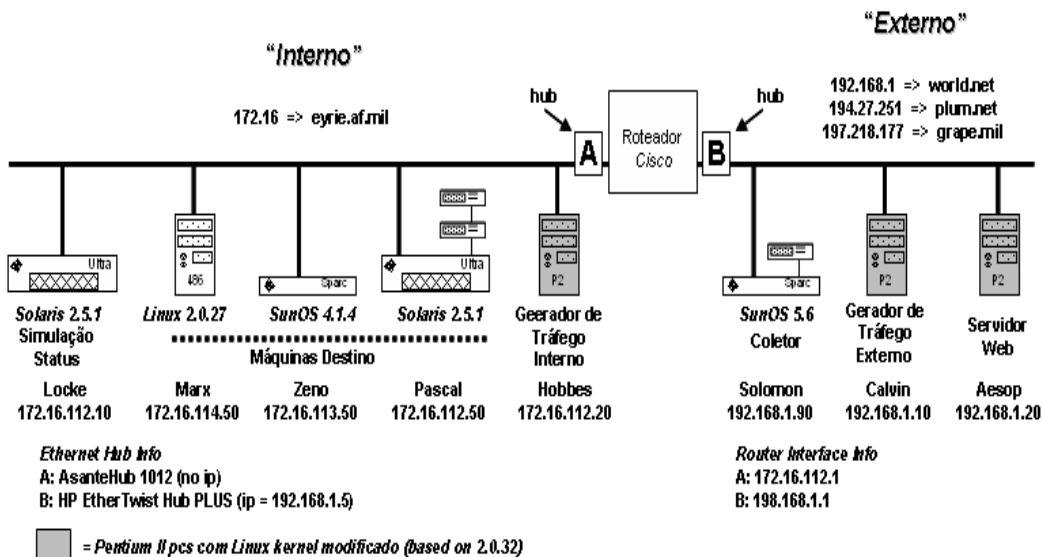 "Interno"
"Externo"
172.16 => eyrie.af.mil
192.168.1 => world.net
194.27.251 => plum.net
197.218.177 => grape.mil
hub
hub
A
Roteador
Cisco
B
Ultra
486
Sparc
Ultra
P2
P2
P2
Solaris 2.5.1
Simulação
Status
Linux 2.0.27
SunOS 4.1.4
Solaris 2.5.1
Máquinas Destino
Geerador de
Tráfego
Interno
SunOS 5.6
Coletor
Gerador de
Tráfego
Externo
Servidor
Web
Locke
172.16.112.10
Marx
172.16.114.50
Zeno
172.16.113.50
Pascal
172.16.112.50
Hobbes
172.16.112.20
Solomon
192.168.1.90
Calvin
192.168.1.10
Aesop
192.168.1.20
Ethernet Hub Info
A: AsanteHub 1012 (no ip)
B: HP EtherTwist Hub PLUS (ip = 192.168.1.5)
Router Interface Info
A: 172.16.112.1
B: 198.168.1.1
= Pentium II pcs com Linux kernel modificado (based on 2.0.32)